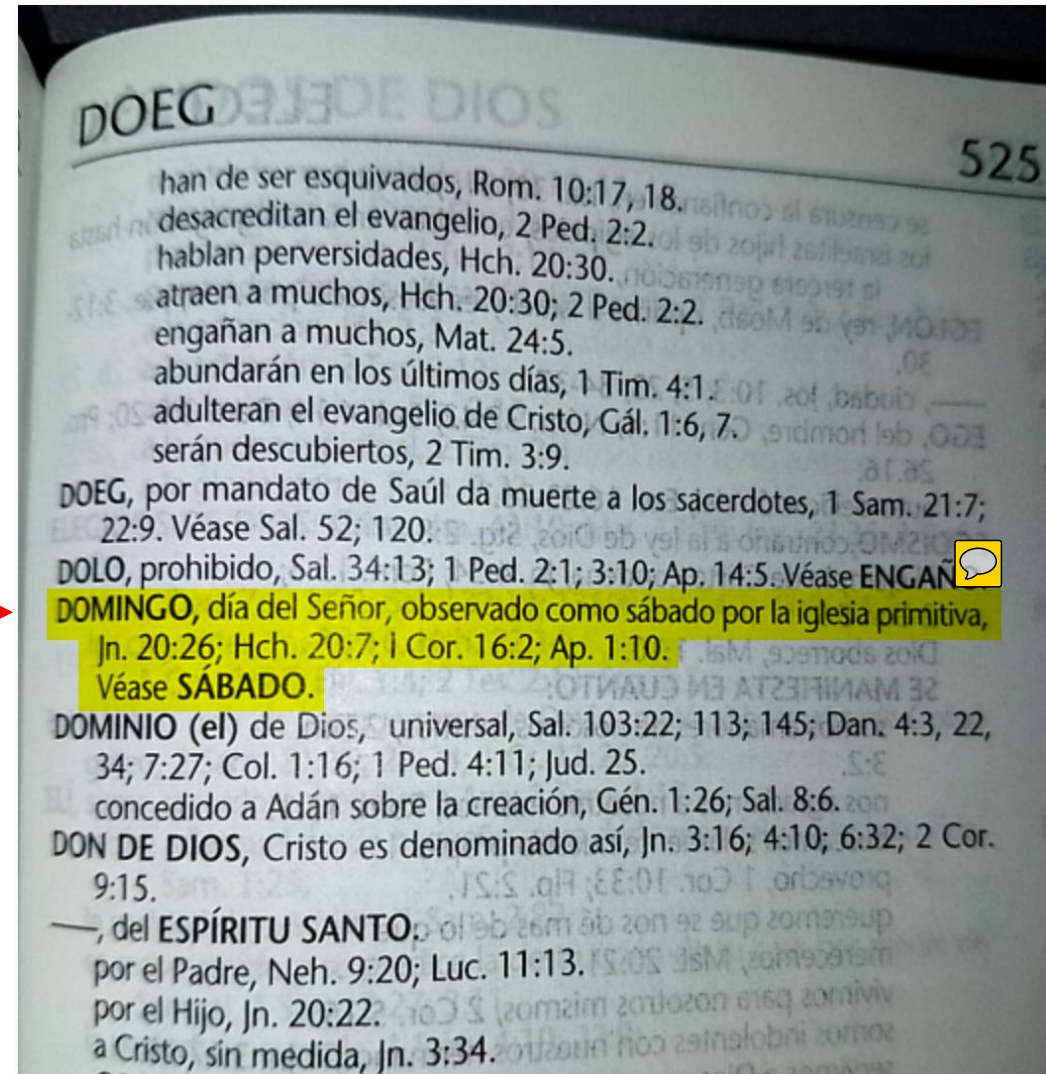 DOEG
525
han de ser esquivados, Rom. 10:17, 18.
desacreditan el evangelio, 2 Ped. 2:2.
hablan perversidades, Hch. 20:30.
atraen a muchos, Hch. 20:30; 2 Ped. 2:2.
engañan a muchos, Mat. 24:5.
abundarán en los últimos días, 1 Tim. 4:1.
adulteran el evangelio de Cristo, Gál. 1:6, 7.
serán descubiertos, 2 Tim. 3:9.
DOEG, por mandato de Saúl da muerte a los sacerdotes, 1 Sam. 21:7;
22:9. Véase Sal. 52; 120.
DOLO, prohibido, Sal. 34:13; 1 Ped. 2:1; 3:10; Ap. 14:5. Véase ENGAÑ
DOMINGO, día del Señor, observado como sábado por la iglesia primitiva,
Jn. 20:26; Hch. 20:7; I Cor. 16:2; Ap. 1:10.
Véase SÁBADO.
DOMINIO (el) de Dios, universal, Sal. 103:22; 113; 145; Dan. 4:3, 22,
34; 7:27; Col. 1:16; 1 Ped. 4:11; Jud. 25.
concedido a Adán sobre la creación, Gén. 1:26; Sal. 8:6.
DON DE DIOS, Cristo es denominado así, Jn. 3:16; 4:10; 6:32; 2 Cor.
9:15.
—, del ESPÍRITU SANTO.
por el Padre, Neh. 9:20; Luc. 11:13.
por el Hijo, Jn. 20:22.
a Cristo, sin medida, Jn. 3:34.